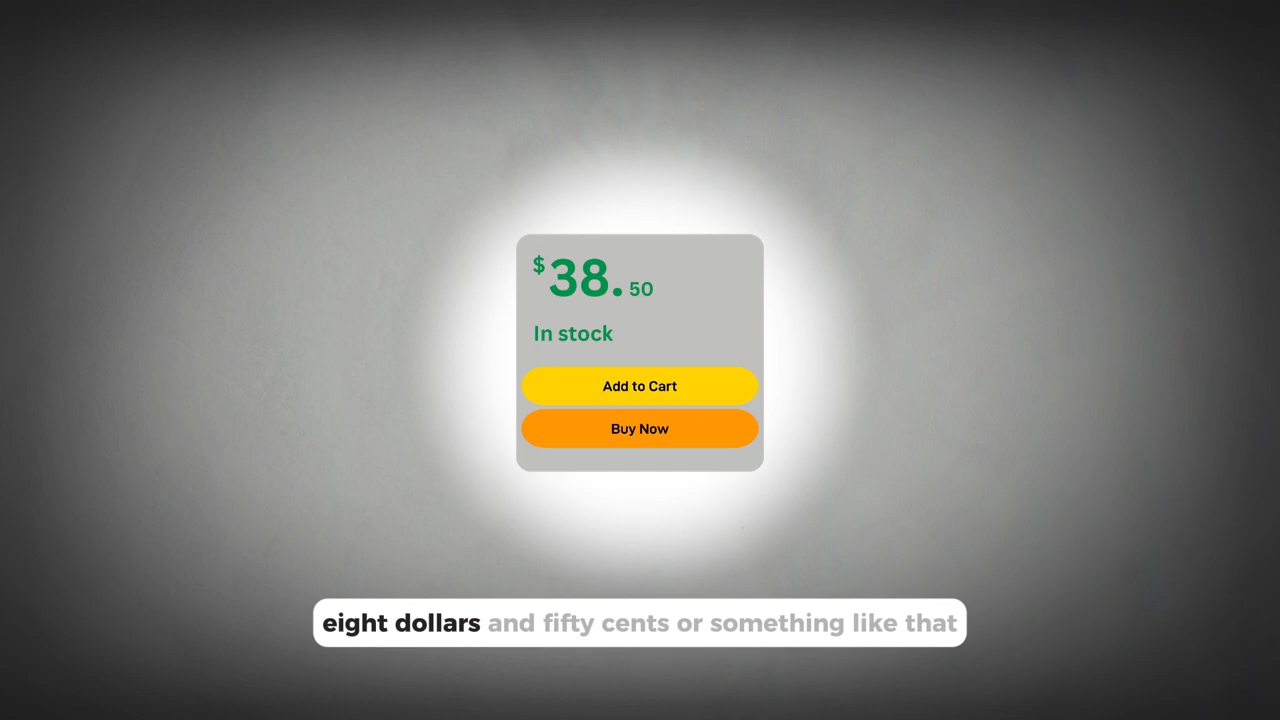 $38.50
In stock
Add to Cart
Buy Now
eight dollars and fifty cents or something like that